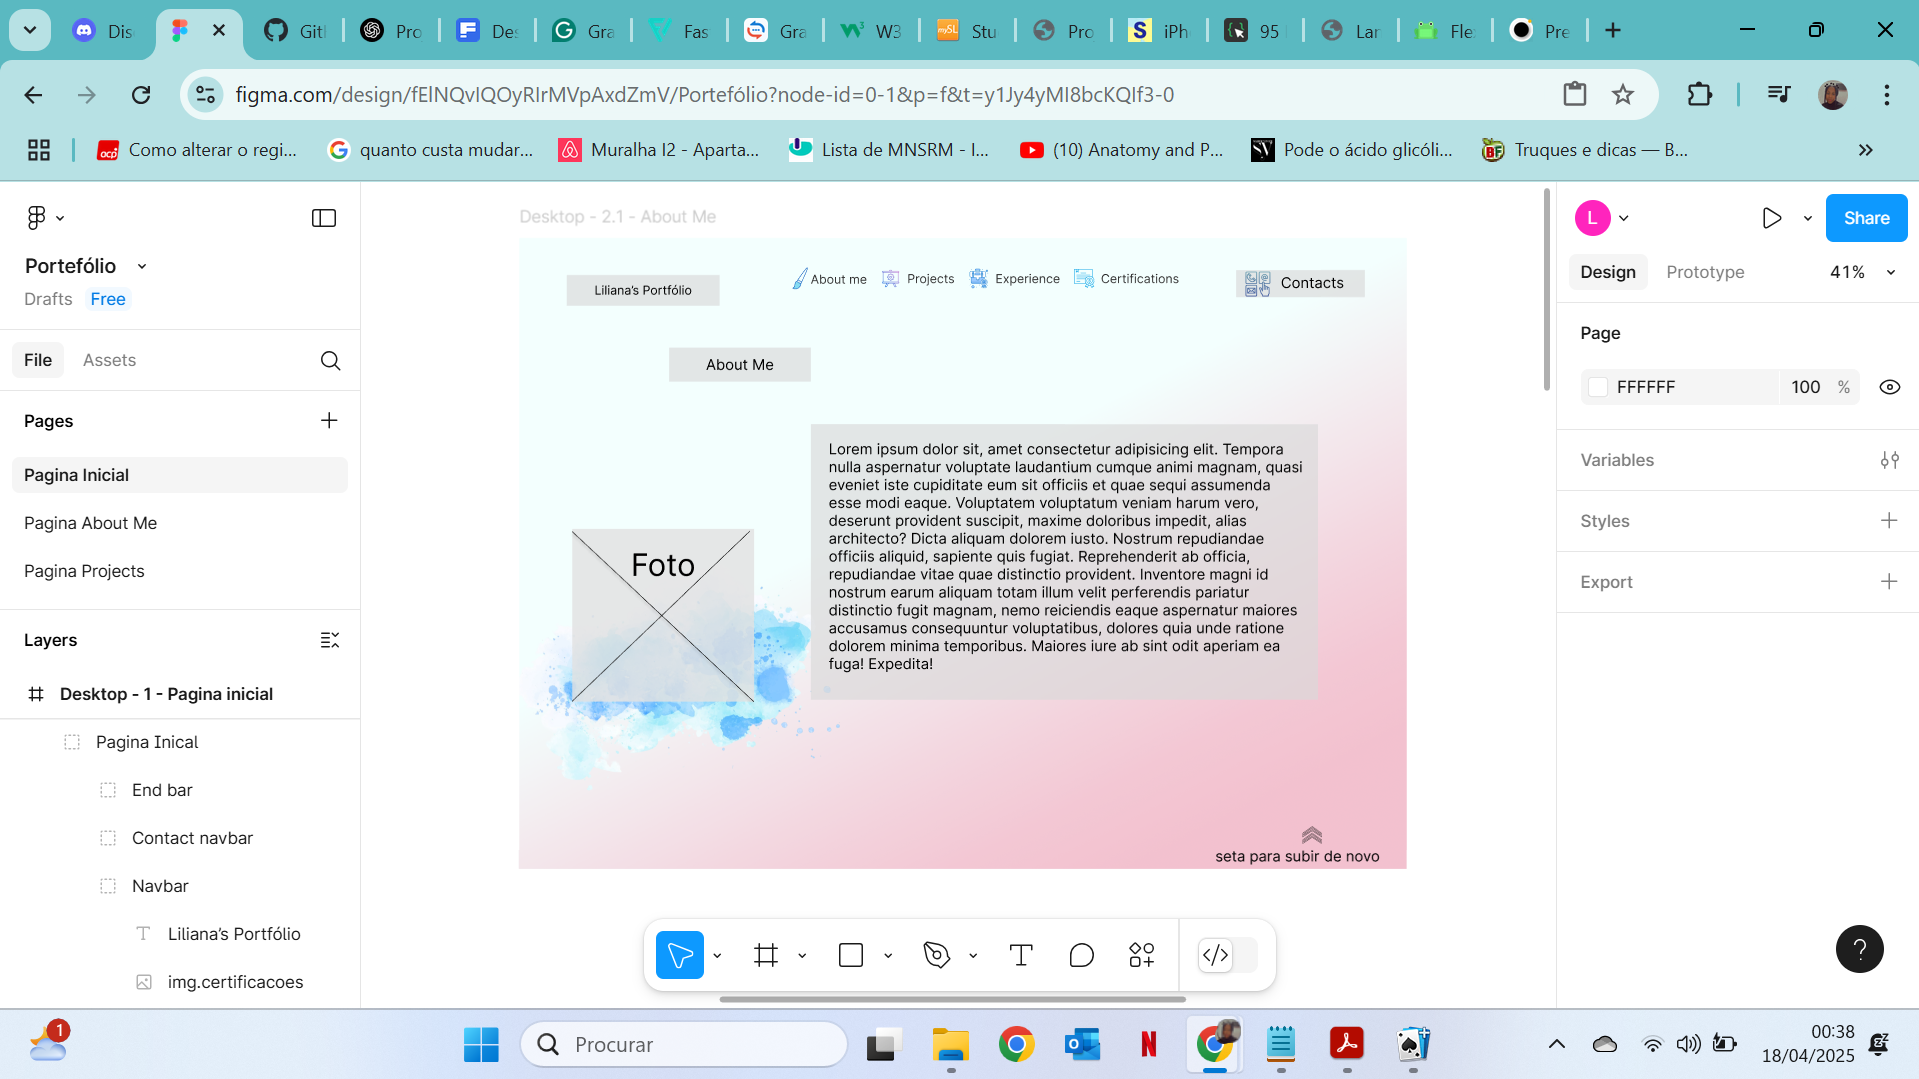 Dis
Git
Pro
Des
Gra
Fas
Gra
W3
Stu
Pro
iPh
95
Lar
Fle
Pre
figma.com/design/fElNQvIQOyRIrMVpAxdZmV/Portefólio?node-id=0-1&p=f&t=y1Jy4yMI8bcKQIf3-0
Como alterar o regi...
quanto custa mudar...
Muralha I2 - Aparta...
Lista de MNSRM - I...
(10) Anatomy and P...
Pode o ácido glicóli...
Truques e dicas — B...
Portefólio
Drafts Free
File Assets
Pages
Pagina Inicial
Pagina About Me
Pagina Projects
Layers
Desktop - 1 - Pagina inicial
Pagina Inical
End bar
Contact navbar
Navbar
Liliana's Portfólio
img.certificacoes
Desktop - 2.1 - About Me
Liliana's Portfólio
About me
Projects
Experience
Certifications
Contacts
About Me
Lorem ipsum dolor sit, amet consectetur adipisicing elit. Tempora
nulla aspernatur voluptate laudantium cumque animi magnam, quasi
eveniet iste cupiditate eum sit officiis et quae sequi assumenda
esse modi eaque. Voluptatem voluptatum veniam harum vero,
deserunt provident suscipit, maxime doloribus impedit, alias
architecto? Dicta aliquam dolorem iusto. Nostrum repudiandae
officiis aliquid, sapiente quis fugiat. Reprehenderit ab officia,
repudiandae vitae quae distinctio provident. Inventore magni id
nostrum earum aliquam totam illum velit perferendis pariatur
distinctio fugit magnam, nemo reiciendis eaque aspernatur maiores
accusamus consequuntur voluptatibus, dolores quia unde ratione
dolorem minima temporibus. Maiores iure ab sint odit aperiam ea
fuga! Expedita!
Foto
seta para subir de novo
L
Share
Design Prototype 41%
Page
FFFFFF 100 %
Variables
Styles
Export
?
1
Procurar
00:38
18/04/2025